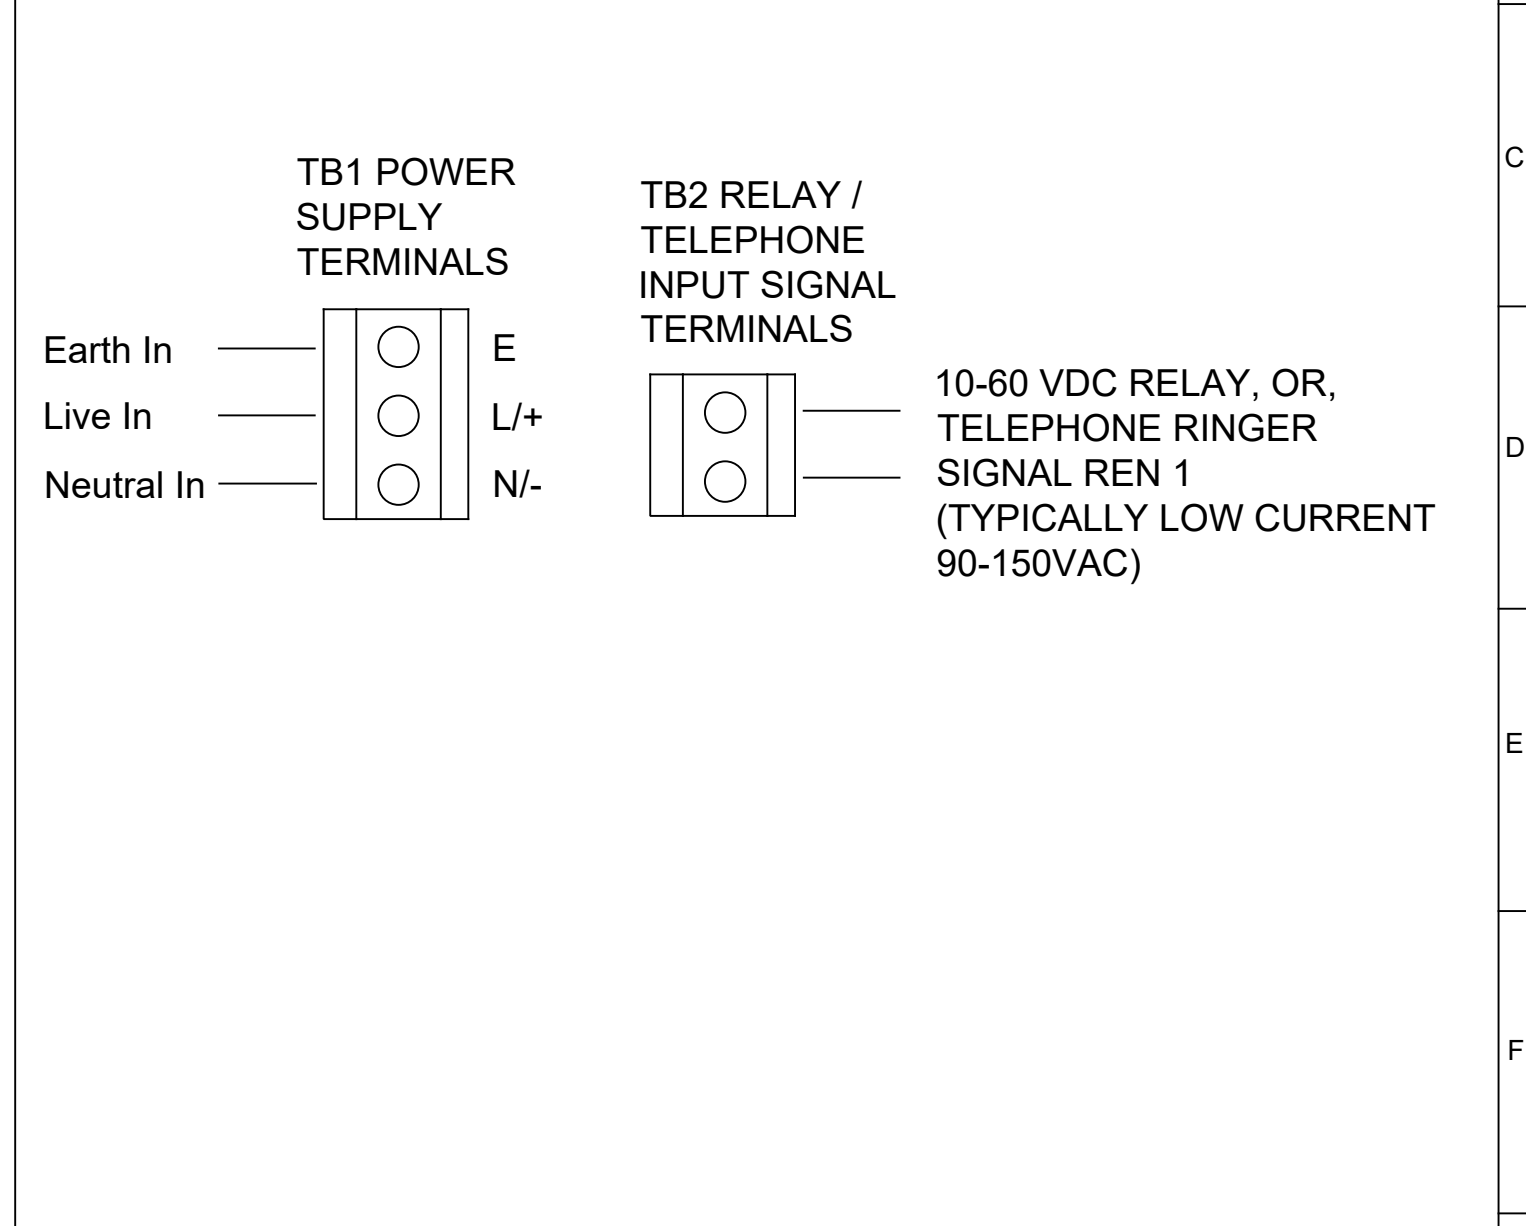 TB1 POWER
SUPPLY
TERMINALS
Earth In
E
Live In
L/+
Neutral In
N/-
TB2 RELAY /
TELEPHONE
INPUT SIGNAL
TERMINALS
10-60 VDC RELAY, OR,
TELEPHONE RINGER
SIGNAL REN 1
(TYPICALLY LOW CURRENT
90-150VAC)
C
D
E
F